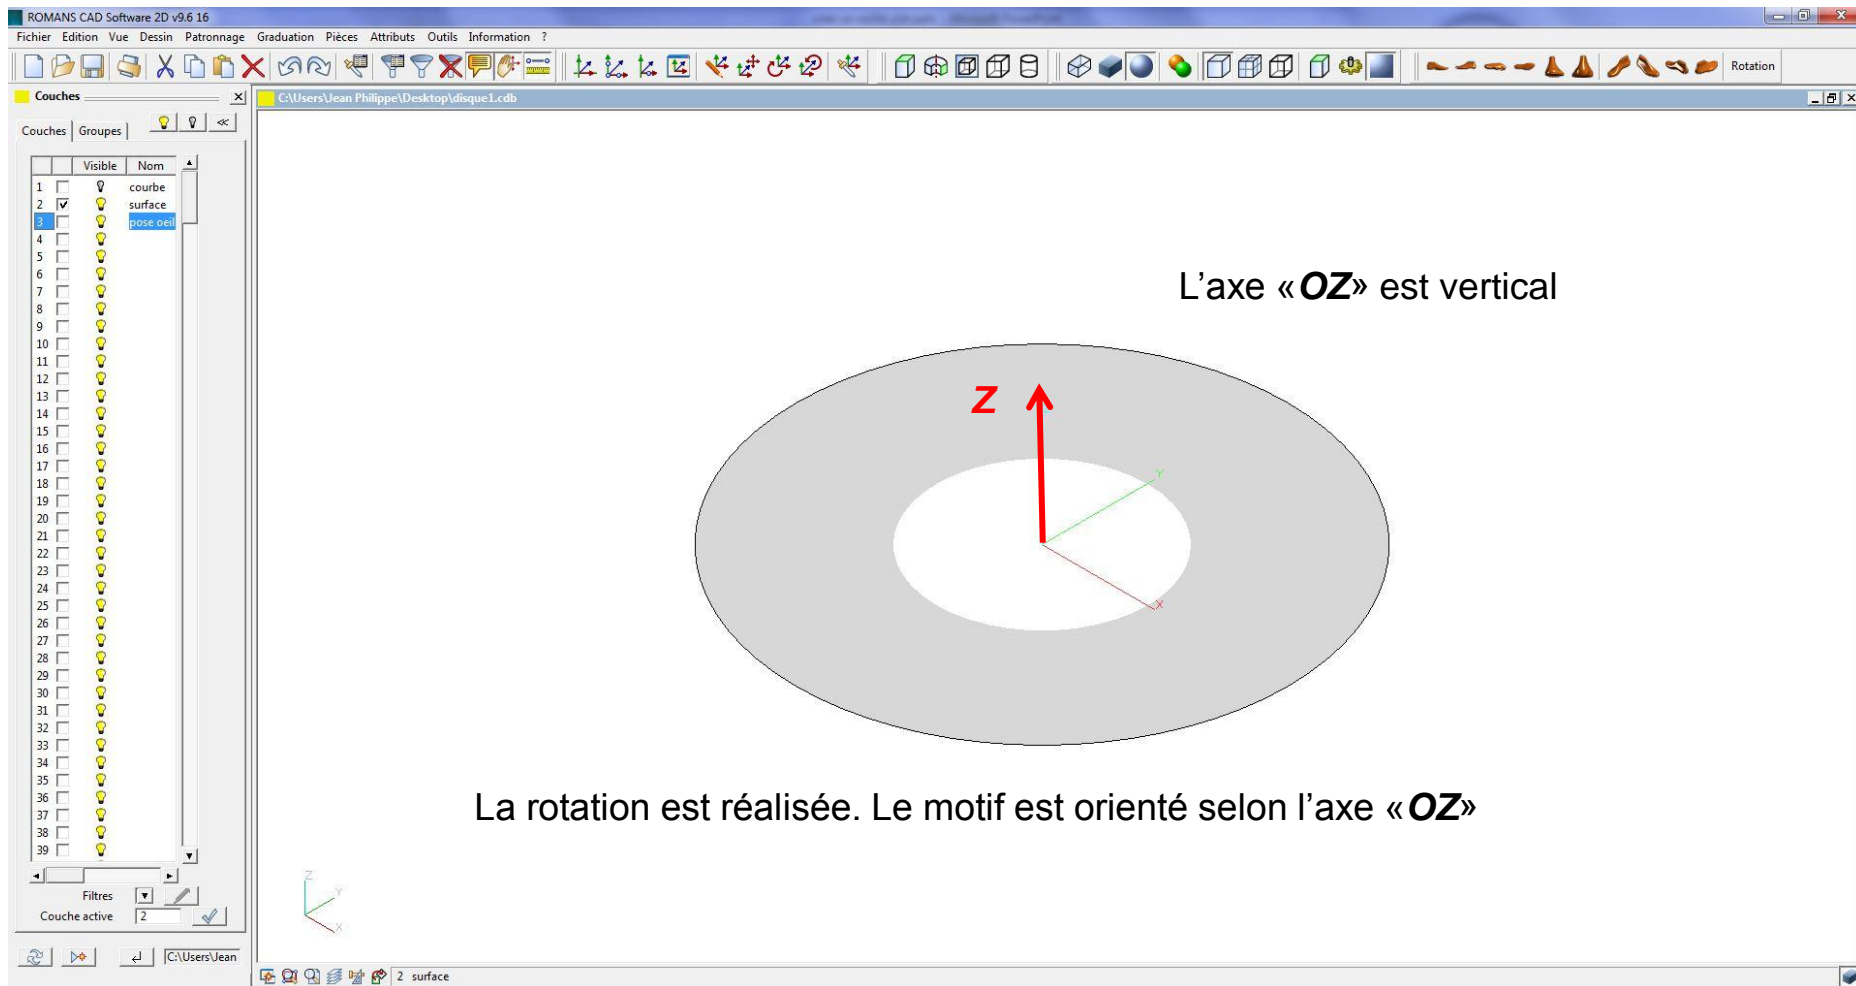 ROMANS CAD Software 2D v9.6 16
Fichier Edition Vue Dessin Patronnage Graduation Pièces Attributs Outils Information ?
Rotation
Couches
C:\Users\Jean Philippe\Desktop\disque1.cdb
Couches Groupes
Visible Nom
1 courbe
2 surface
3 pose oeil
4
5
6
7
8
9
10
11
12
13
14
15
16
17
18
19
20
21
22
23
24
25
26
27
28
29
30
31
32
33
34
35
36
37
38
39
L’axe «OZ» est vertical
Z
Y
X
La rotation est réalisée. Le motif est orienté selon l’axe «OZ»
Z
Y
X
Filtres
Couche active 2
C:\Users\Jean
2 surface